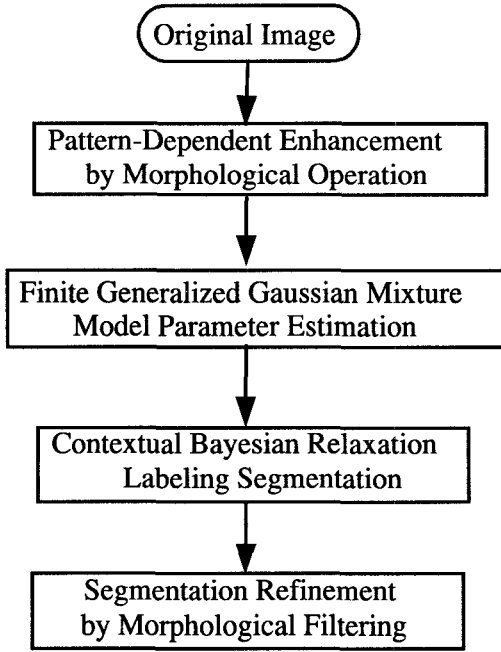 Original Image
Pattern-Dependent Enhancement
by Morphological Operation
Finite Generalized Gaussian Mixture
Model Parameter Estimation
Contextual Bayesian Relaxation
Labeling Segmentation
Segmentation Refinement
by Morphological Filtering